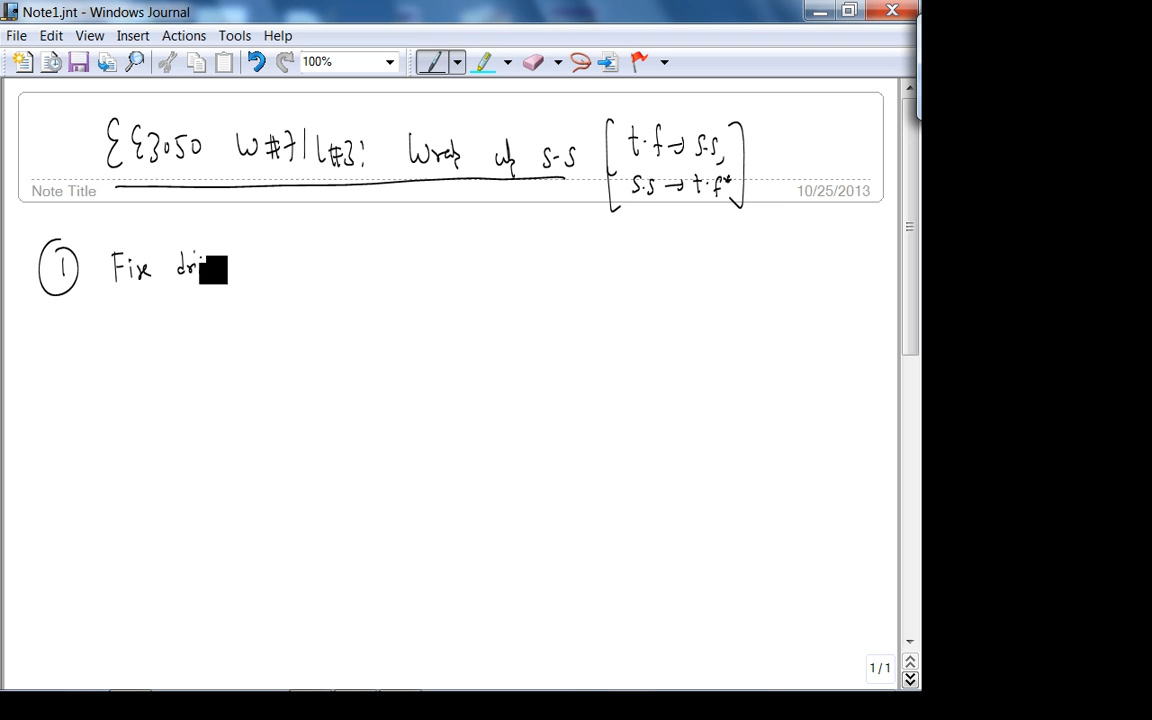 Note1.jnt - Windows Journal
File Edit View Insert Actions Tools Help
100%
EE3050 W#7/L#3: Wrap up s-s [t.f → s.s,
s.s → t.f*]
Note Title 10/25/2013
① Fix
1 / 1